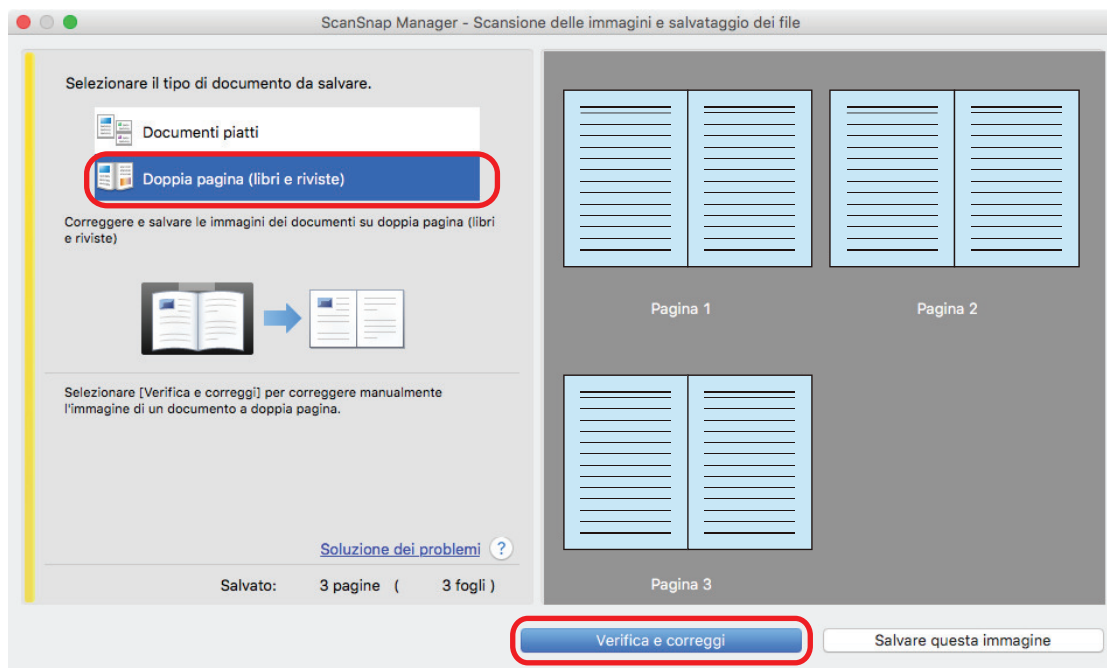 ScanSnap Manager - Scansione delle immagini e salvataggio dei file
Selezionare il tipo di documento da salvare.
Documenti piatti
Doppia pagina (libri e riviste)
Correggere e salvare le immagini dei documenti su doppia pagina (libri
e riviste)
Selezionare [Verifica e correggi] per correggere manualmente
l'immagine di un documento a doppia pagina.
Soluzione dei problemi ?
Salvato: 3 pagine ( 3 fogli )
Pagina 1
Pagina 2
Pagina 3
Verifica e correggi
Salvare questa immagine